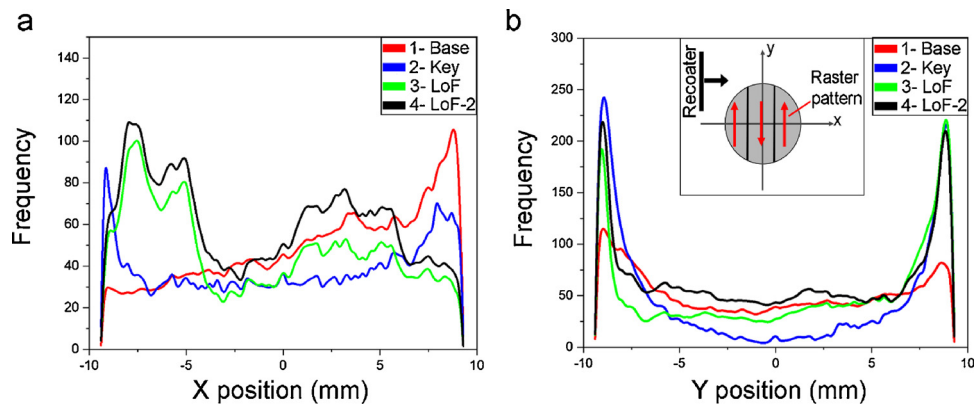 a
Frequency
140
120
100
80
60
40
20
0
-10
-5
0
5
10
X position (mm)
1- Base
2- Key
3- LoF
4- LoF-2
b
Frequency
300
250
200
150
100
50
0
-10
-5
0
5
10
Y position (mm)
Recoater
y
x
Raster
pattern
1- Base
2- Key
3- LoF
4- LoF-2